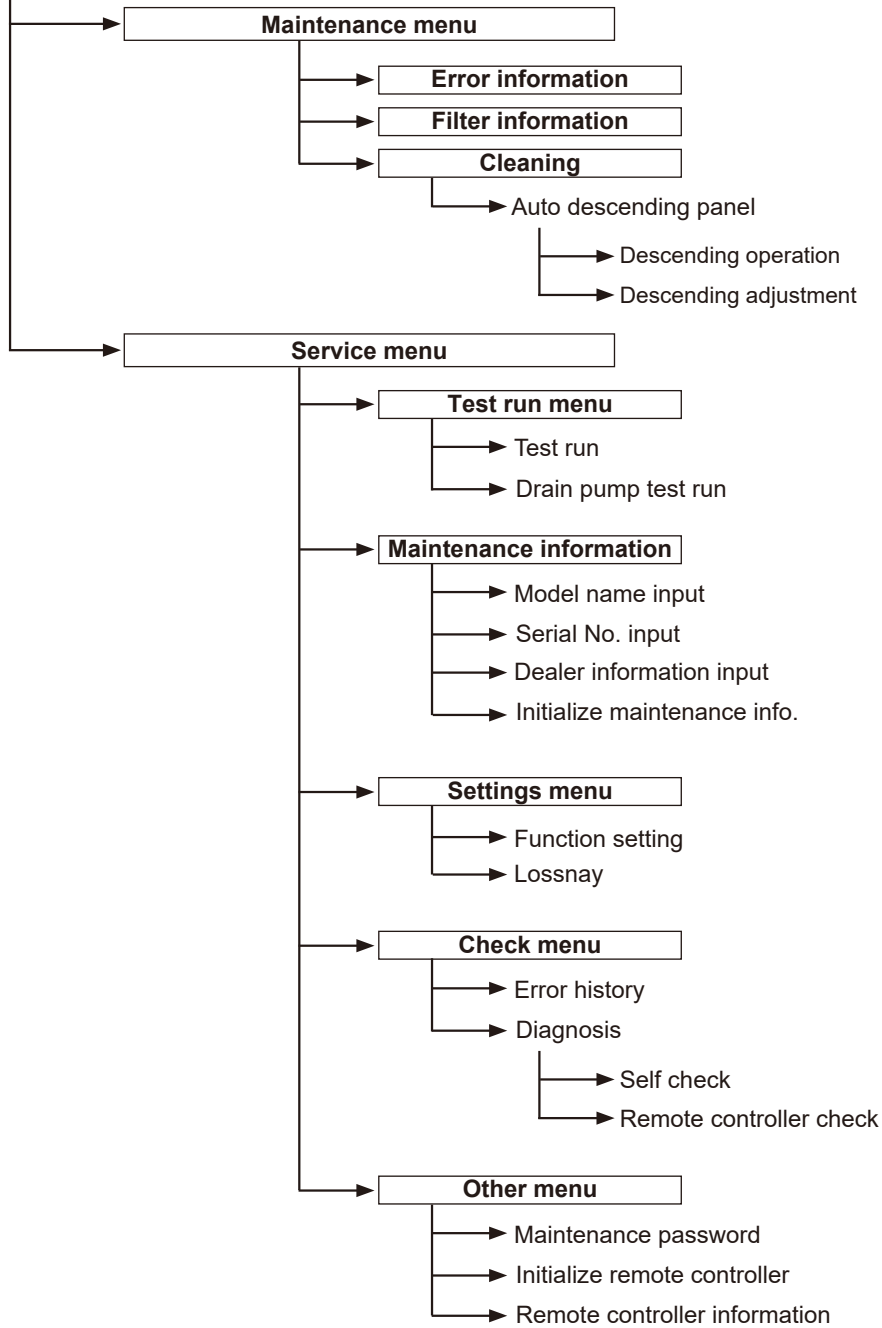 Maintenance menu
Error information
Filter information
Cleaning
Auto descending panel
Descending operation
Descending adjustment
Service menu
Test run menu
Test run
Drain pump test run
Maintenance information
Model name input
Serial No. input
Dealer information input
Initialize maintenance info.
Settings menu
Function setting
Lossnay
Check menu
Error history
Diagnosis
Self check
Remote controller check
Other menu
Maintenance password
Initialize remote controller
Remote controller information